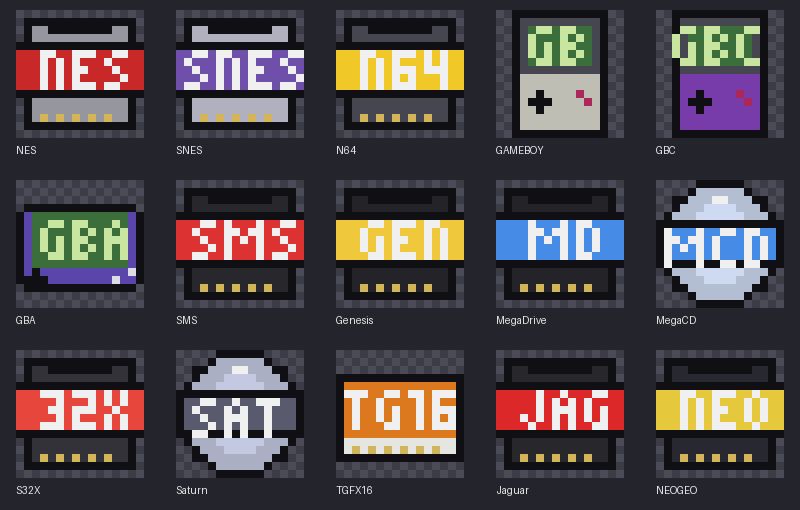 NES SNES N64 GB GBC
NES SNES N64 GAMEBOY GBC
GBA SMS GEN MD MCD
GBA SMS Genesis MegaDrive MegaCD
32X SAT TG16 JAG NEO
S32X Saturn TGFX16 Jaguar NEOGEO